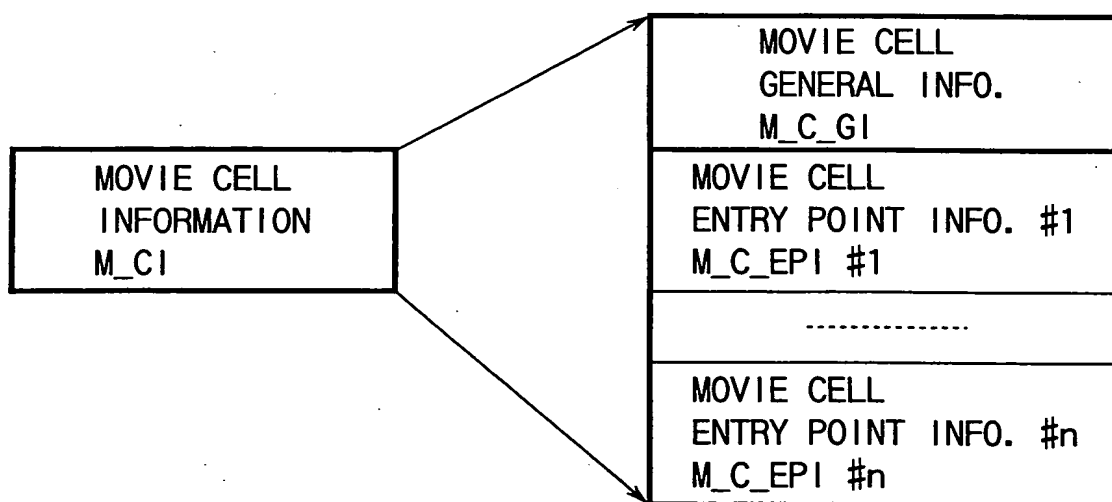 MOVIE CELL
INFORMATION
M_CI
MOVIE CELL
GENERAL INFO.
M_C_GI
MOVIE CELL
ENTRY POINT INFO. #1
M_C_EPI #1
---------------
MOVIE CELL
ENTRY POINT INFO. #n
M_C_EPI #n